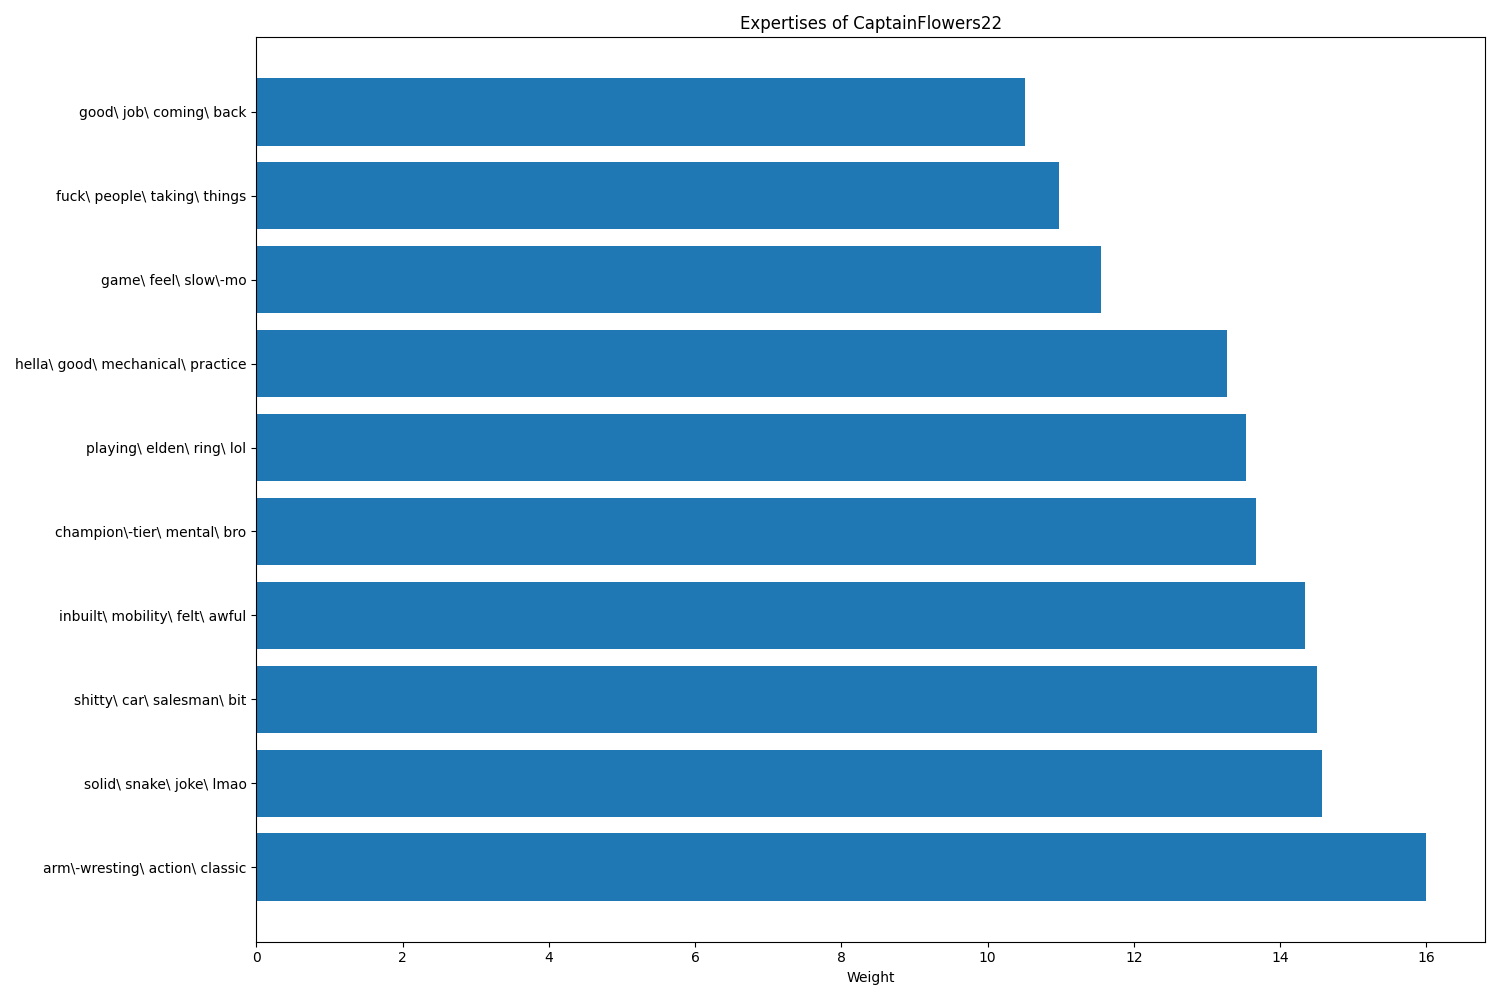 Expertises of CaptainFlowers22
good\ job\ coming\ back
fuck\ people\ taking\ things
game\ feel\ slow\-mo
hella\ good\ mechanical\ practice
playing\ elden\ ring\ lol
champion\-tier\ mental\ bro
inbuilt\ mobility\ felt\ awful
shitty\ car\ salesman\ bit
solid\ snake\ joke\ lmao
arm\-wresting\ action\ classic
0 2 4 6 8 10 12 14 16
Weight